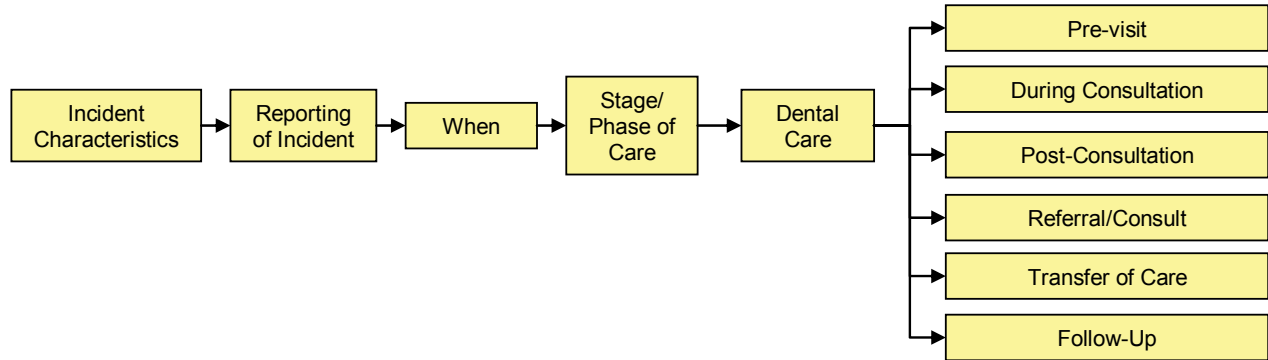 Incident
Characteristics
Reporting
of Incident
When
Stage/
Phase of
Care
Dental
Care
Pre-visit
During Consultation
Post-Consultation
Referral/Consult
Transfer of Care
Follow-Up